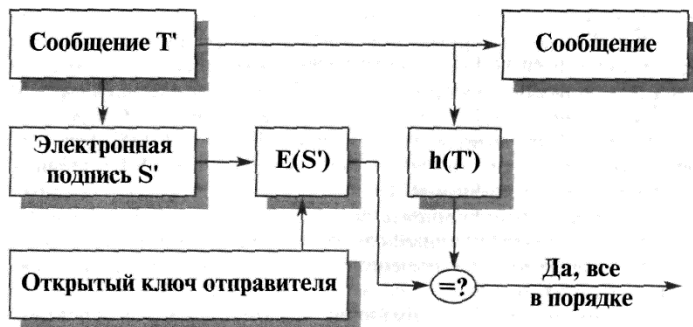 Сообщение T'
Сообщение
Электронная
подпись S'
E(S')
h(T')
Открытый ключ отправителя
=?
Да, все
в порядке